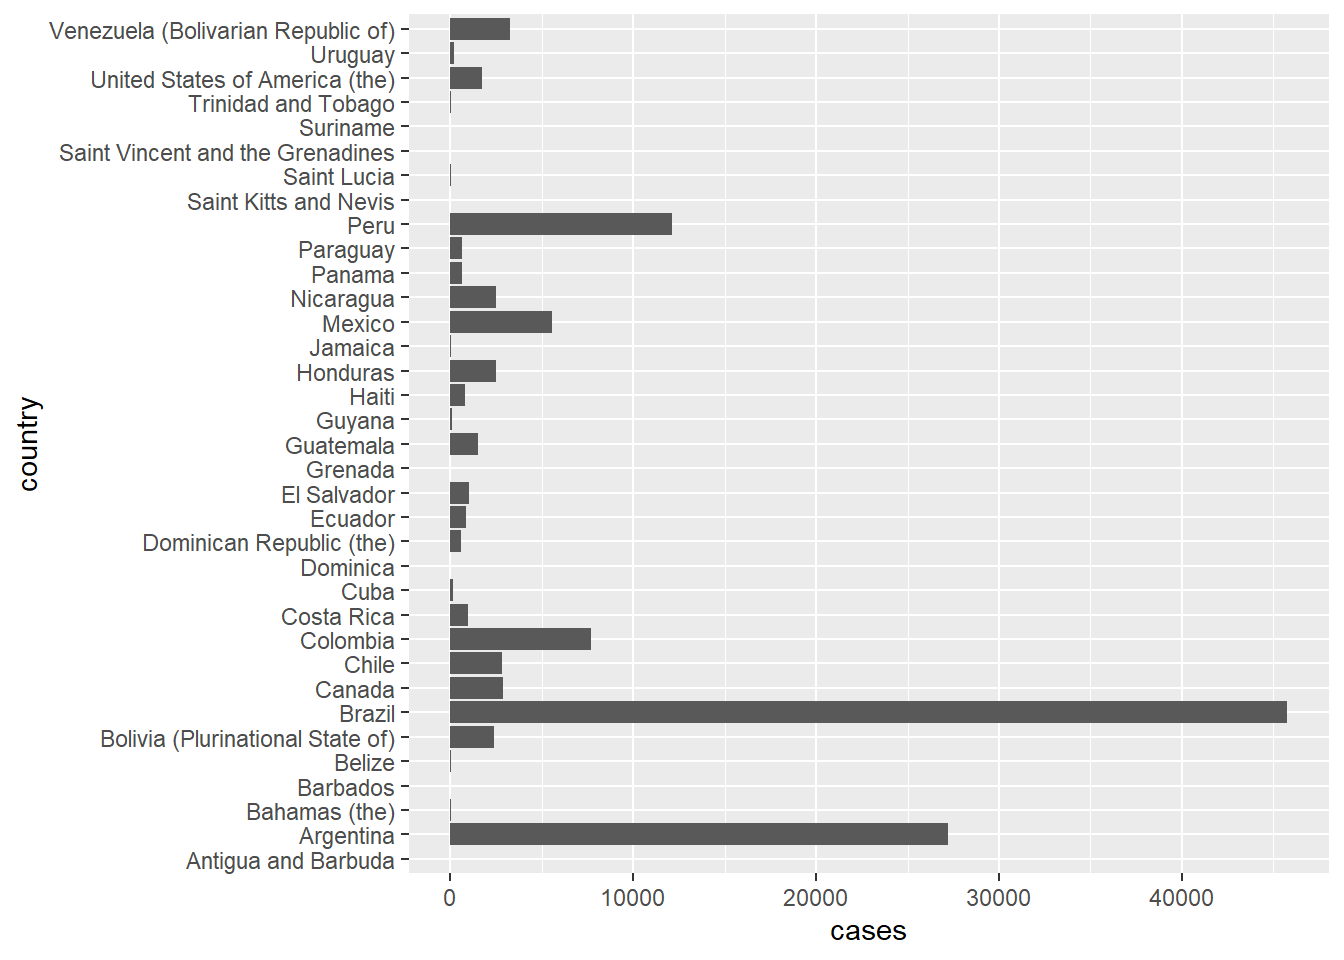 Venezuela (Bolivarian Republic of)
Uruguay
United States of America (the)
Trinidad and Tobago
Suriname
Saint Vincent and the Grenadines
Saint Lucia
Saint Kitts and Nevis
Peru
Paraguay
Panama
Nicaragua
Mexico
Jamaica
Honduras
Haiti
Guyana
Guatemala
Grenada
El Salvador
Ecuador
Dominican Republic (the)
Dominica
Cuba
Costa Rica
Colombia
Chile
Canada
Brazil
Bolivia (Plurinational State of)
Belize
Barbados
Bahamas (the)
Argentina
Antigua and Barbuda
country
0 10000 20000 30000 40000
cases